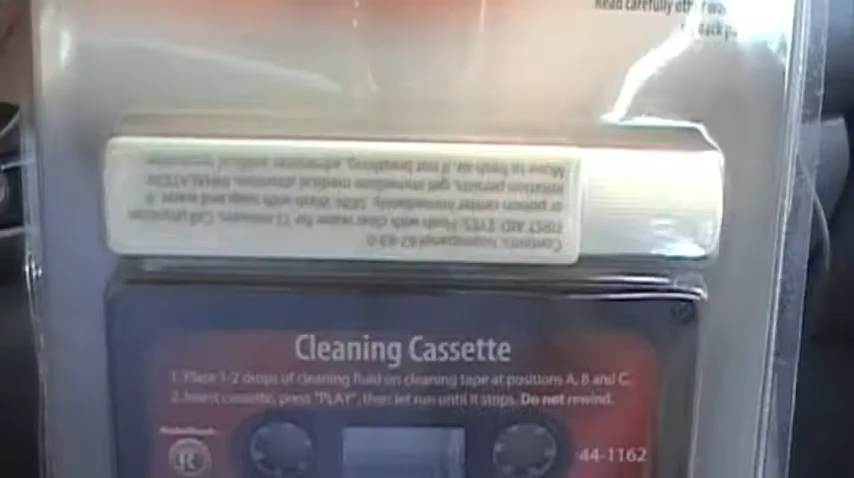 Read carefully other
back
Contents: Isopropanol 67-63-0
FIRST AID: EYES: Flush with clear water for 15 minutes. Call physician
or poison center immediately. SKIN: Wash with soap and water. If
irritation persists, get immediate medical attention. INHALATION:
Move to fresh air. If not breathing, administer artificial respiration
Cleaning Cassette
1. Place 1-2 drops of cleaning fluid on cleaning tape at positions A, B and C.
2. Insert cassette, press "PLAY", then let run until it stops. Do not rewind.
RadioShack
R
44-1162